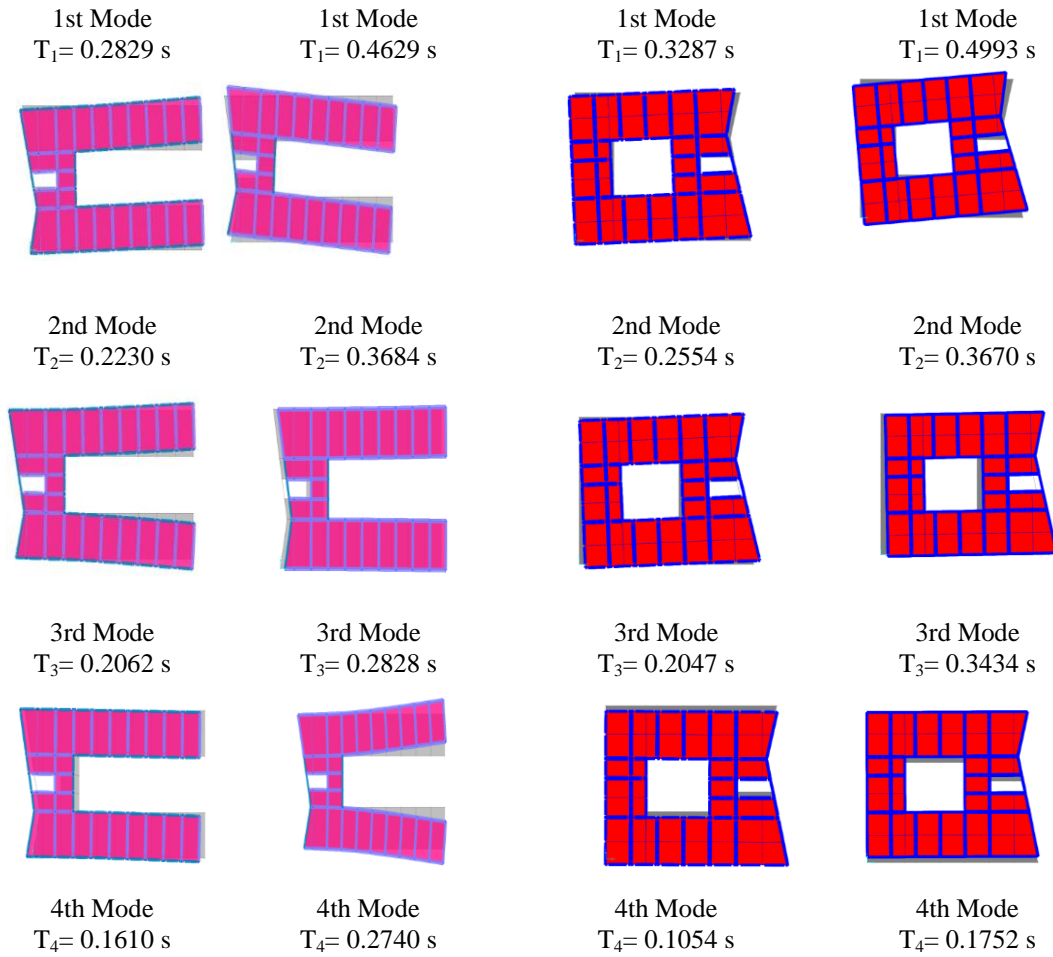 1st Mode
T₁= 0.2829 s
1st Mode
T₁= 0.4629 s
1st Mode
T₁= 0.3287 s
1st Mode
T₁= 0.4993 s
2nd Mode
T₂= 0.2230 s
2nd Mode
T₂= 0.3684 s
2nd Mode
T₂= 0.2554 s
2nd Mode
T₂= 0.3670 s
3rd Mode
T₃= 0.2062 s
3rd Mode
T₃= 0.2828 s
3rd Mode
T₃= 0.2047 s
3rd Mode
T₃= 0.3434 s
4th Mode
T₄= 0.1610 s
4th Mode
T₄= 0.2740 s
4th Mode
T₄= 0.1054 s
4th Mode
T₄= 0.1752 s